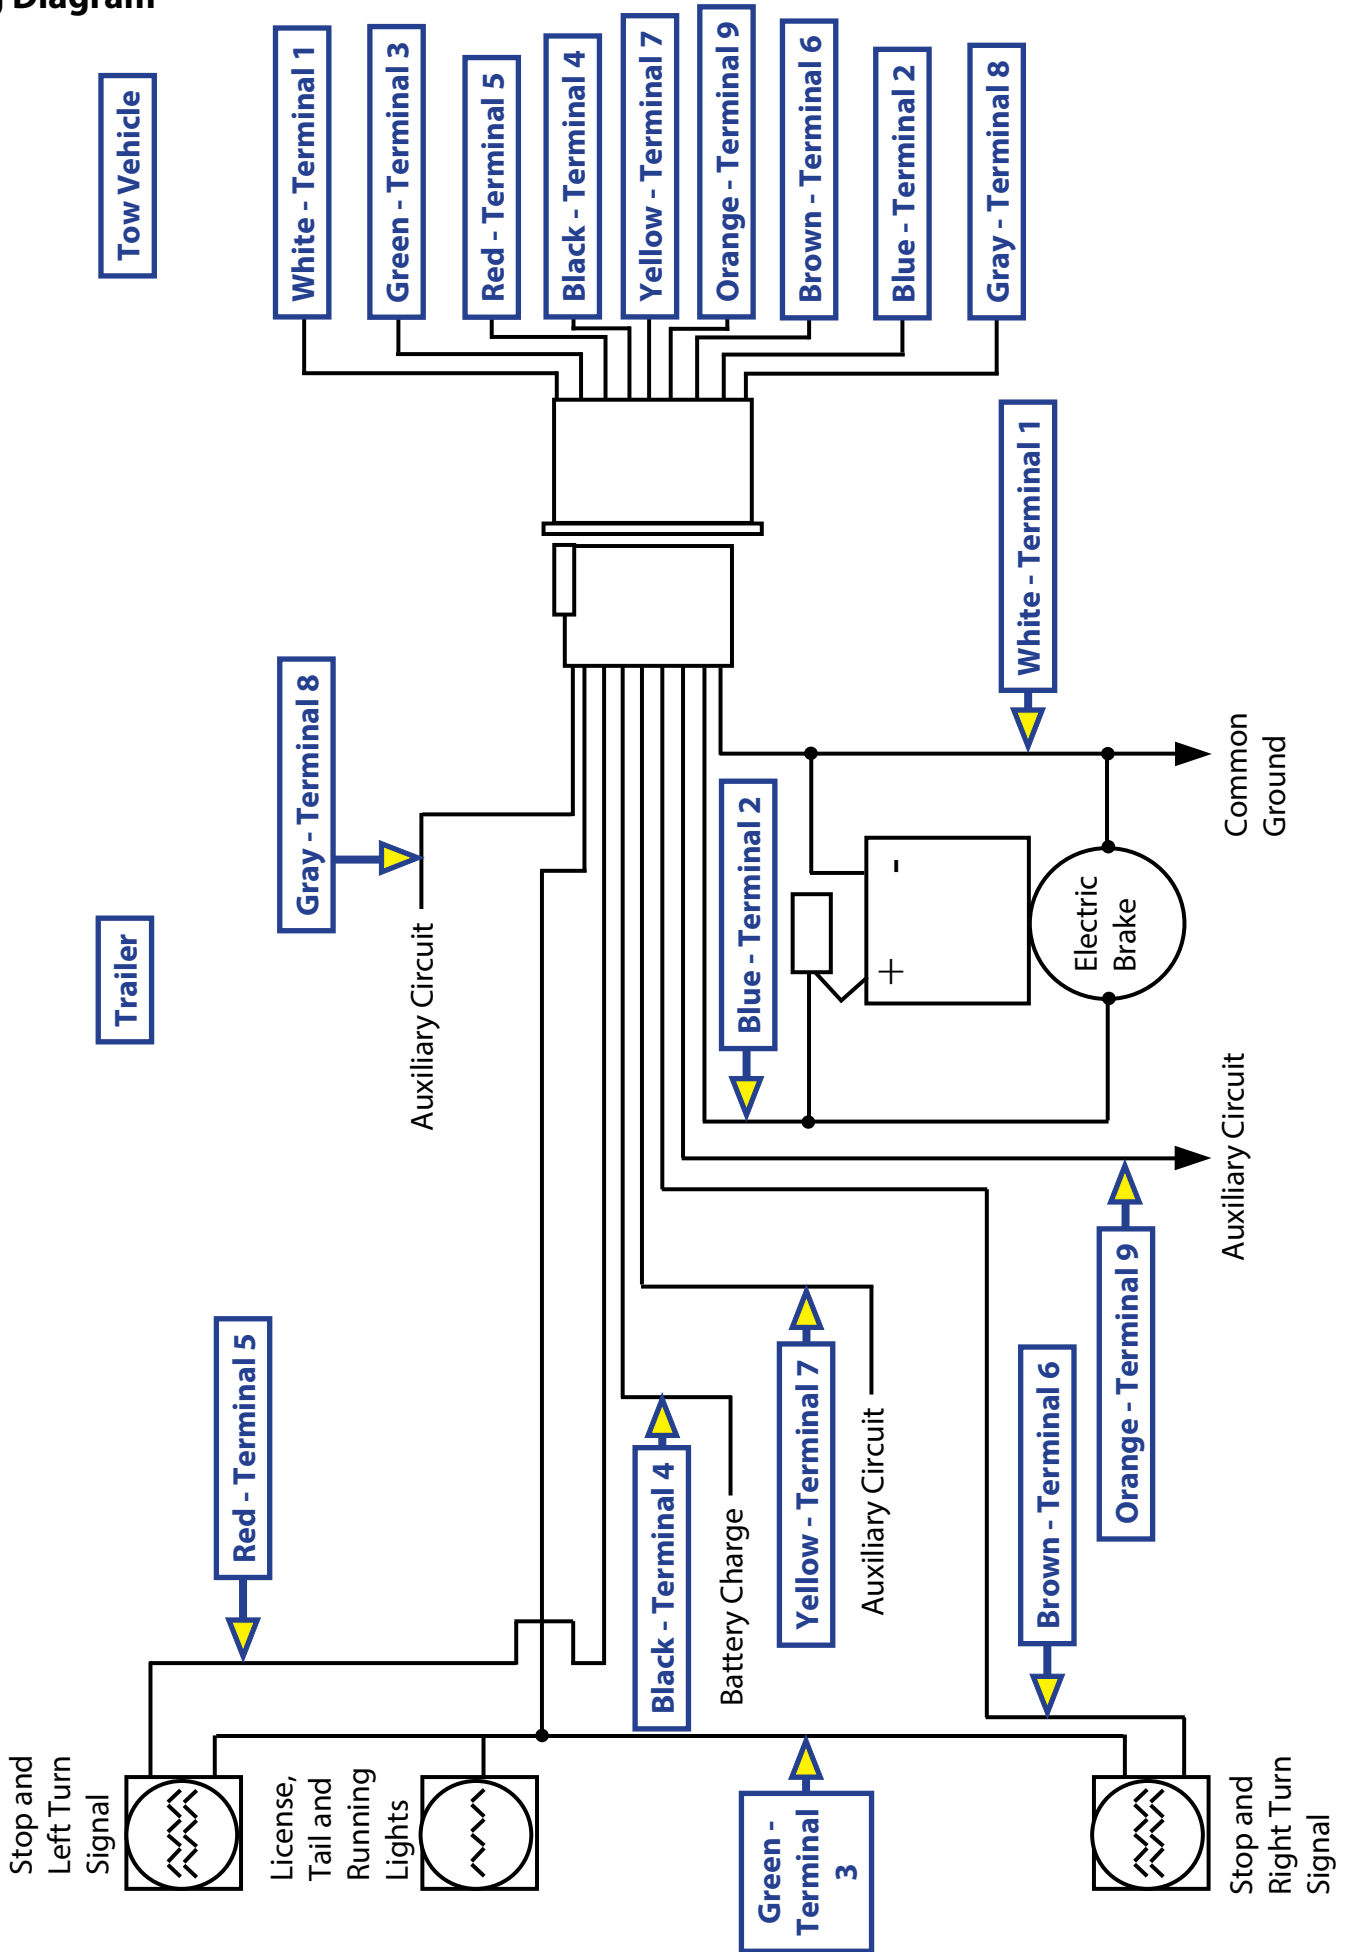 g Diagram
Tow Vehicle
White - Terminal 1
Green - Terminal 3
Red - Terminal 5
Black - Terminal 4
Yellow - Terminal 7
Orange - Terminal 9
Brown - Terminal 6
Blue - Terminal 2
Gray - Terminal 8
Trailer
Gray - Terminal 8
Auxiliary Circuit
White - Terminal 1
Common
Ground
Blue - Terminal 2
-
+
Electric
Brake
Auxiliary Circuit
Orange - Terminal 9
Red - Terminal 5
Black - Terminal 4
Battery Charge
Yellow - Terminal 7
Auxiliary Circuit
Brown - Terminal 6
Stop and
Left Turn
Signal
License,
Tail and
Running
Lights
Green -
Terminal
3
Stop and
Right Turn
Signal